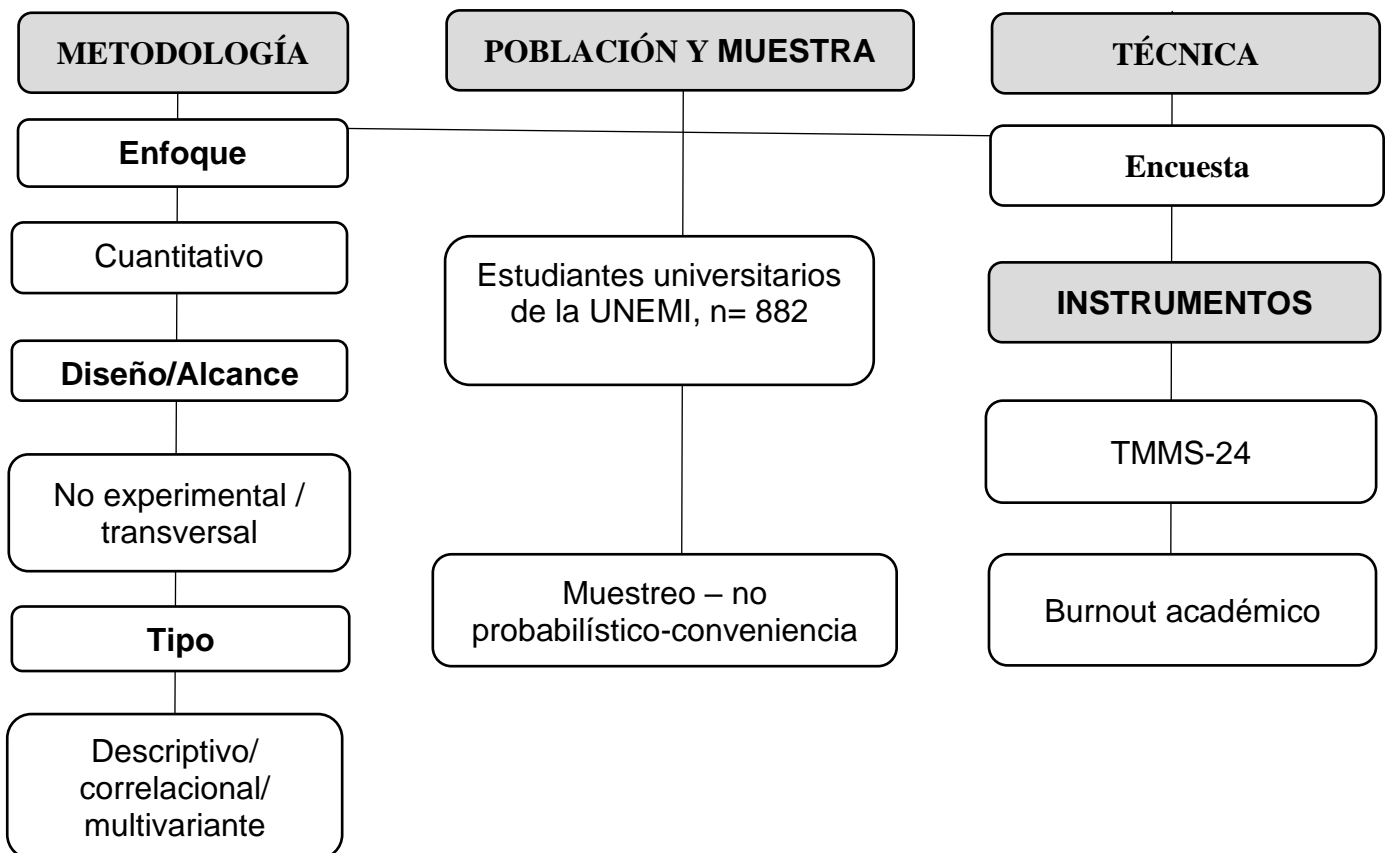 METODOLOGÍA
Enfoque
Cuantitativo
Diseño/Alcance
No experimental /
transversal
Tipo
Descriptivo/
correlacional/
multivariante
POBLACIÓN Y MUESTRA
Estudiantes universitarios
de la UNEMI, n= 882
Muestreo – no
probabilístico-conveniencia
TÉCNICA
Encuesta
INSTRUMENTOS
TMMS-24
Burnout académico